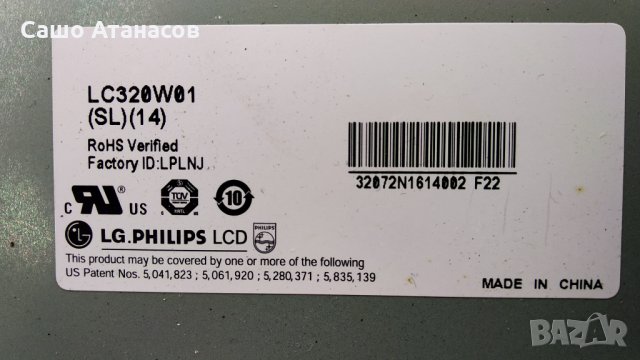 Сашо Атанасов
LC320W01
(SL)(14)
RoHS Verified
Factory ID:LPLNJ
32072N1614002 F22
c RU US TÜV 10
LG.PHILIPS LCD PHILIPS
This product may be covered by one or more of the following
US Patent Nos. 5,041,823 ; 5,061,920 ; 5,280,371 ; 5,835,139
MADE IN CHINA
BAZAR